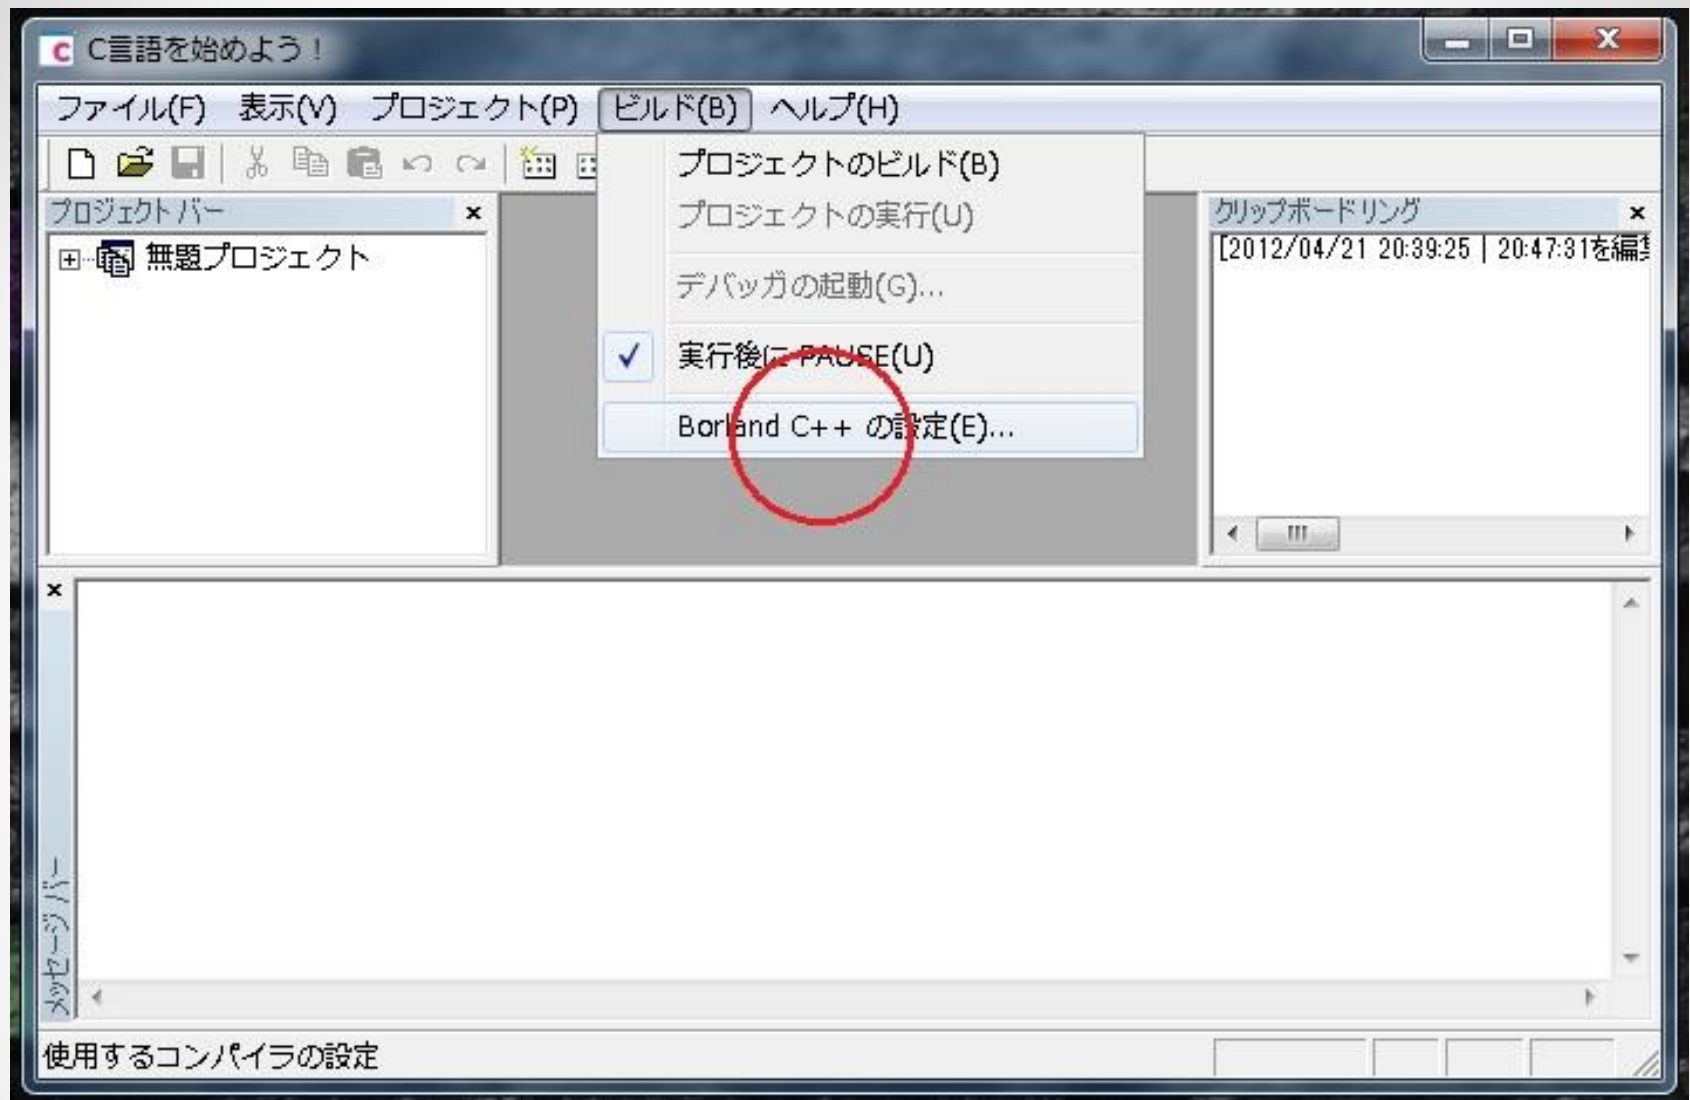 C言語を始めよう！
ファイル(F) 表示(V) プロジェクト(P) ビルド(B) ヘルプ(H)
プロジェクト バー
無題プロジェクト
プロジェクトのビルド(B)
プロジェクトの実行(U)
デバッガの起動(G)...
実行後に PAUSE(U)
Borland C++ の設定(E)...
クリップボード リング
[2012/04/21 20:39:25 | 20:47:31を編
メッセージ バー
使用するコンパイラの設定